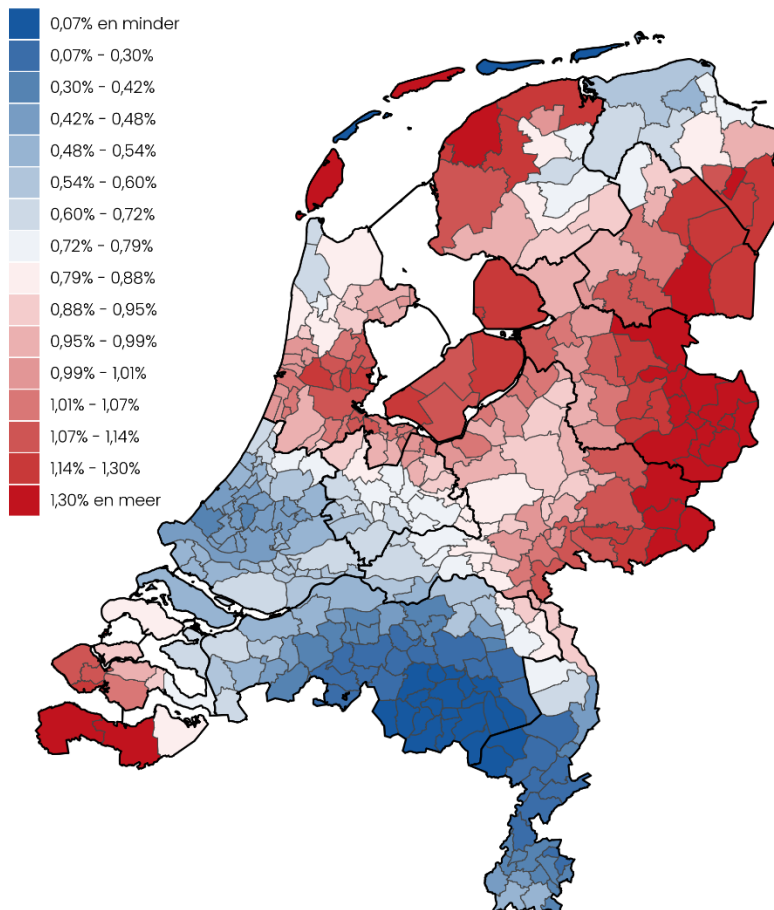 0,07% en minder
0,07% - 0,30%
0,30% - 0,42%
0,42% - 0,48%
0,48% - 0,54%
0,54% - 0,60%
0,60% - 0,72%
0,72% - 0,79%
0,79% - 0,88%
0,88% - 0,95%
0,95% - 0,99%
0,99% - 1,01%
1,01% - 1,07%
1,07% - 1,14%
1,14% - 1,30%
1,30% en meer